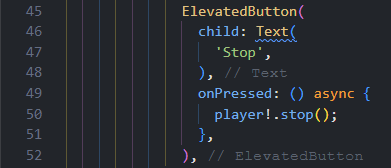 45 ElevatedButton(
46 child: Text(
47 'Stop',
48 ), // Text
49 onPressed: () async {
50 player!.stop();
51 },
52 ), // ElevatedButton